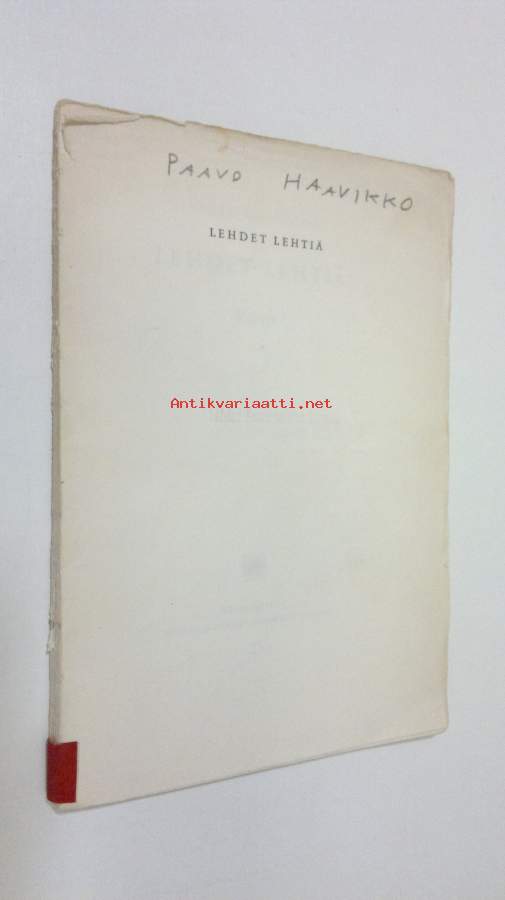 PAAVO HAAVIKKO
LEHDET LEHTIÄ
Antikvariaatti.net